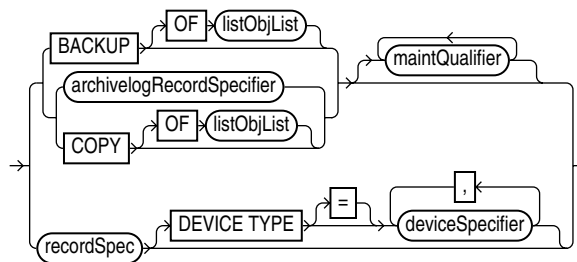 BACKUP OF listObjList
maintQualifier
archivelogRecordSpecifier
COPY OF listObjList
recordSpec DEVICE TYPE = deviceSpecifier ,